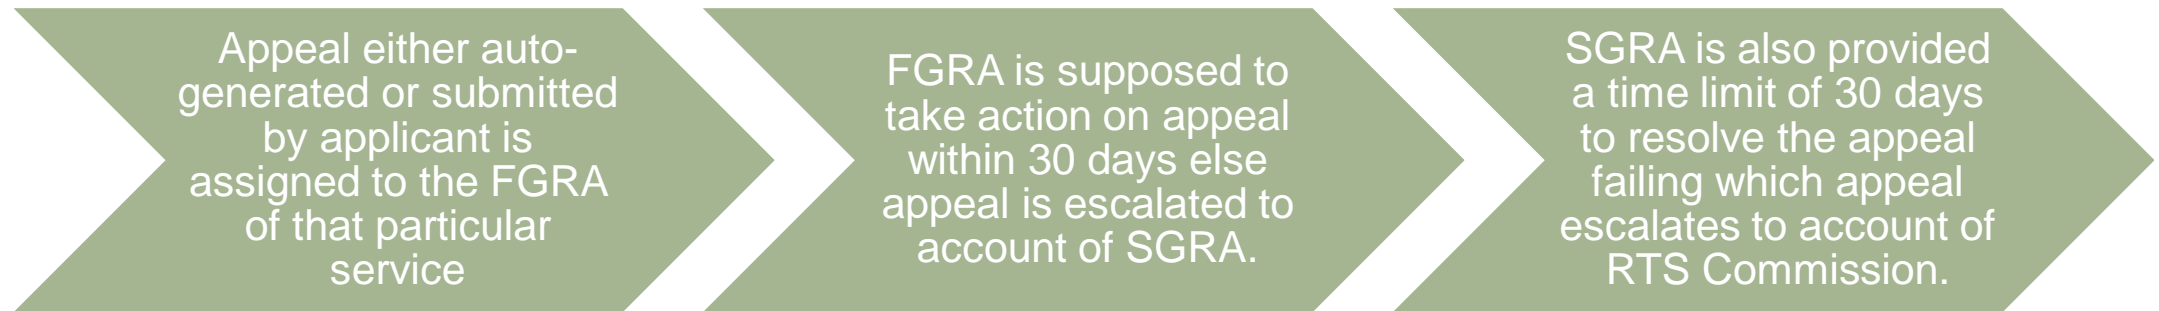 Appeal either auto-
generated or submitted
by applicant is
assigned to the FGRA
of that particular
service
FGRA is supposed to
take action on appeal
within 30 days else
appeal is escalated to
account of SGRA.
SGRA is also provided
a time limit of 30 days
to resolve the appeal
failing which appeal
escalates to account of
RTS Commission.